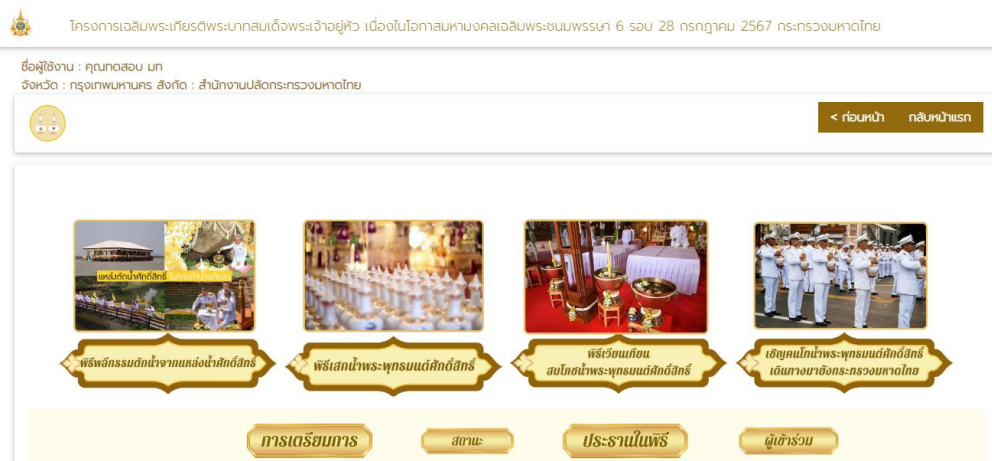 โครงการเฉลิมพระเกียรติพระบาทสมเด็จพระเจ้าอยู่หัว เนื่องในโอกาสมหามงคลเฉลิมพระชนมพรรษา 6 รอบ 28 กรกฎาคม 2567 กระทรวงมหาดไทย
ชื่อผู้ใช้งาน : คุณทดสอบ มท
จังหวัด : กรุงเทพมหานคร สังกัด : สำนักงานปลัดกระทรวงมหาดไทย
< ก่อนหน้า กลับหน้าแรก
แหล่งตักน้ำศักดิ์สิทธิ์
พิธีพลีกรรมตักน้ำจากแหล่งน้ำศักดิ์สิทธิ์
พิธีเสกน้ำพระพุทธมนต์ศักดิ์สิทธิ์
พิธีเวียนเทียน
สมโภชน้ำพระพุทธมนต์ศักดิ์สิทธิ์
เชิญคนโทน้ำพระพุทธมนต์ศักดิ์สิทธิ์
เดินทางมายังกระทรวงมหาดไทย
การเตรียมการ สถานะ ประธานในพิธี ผู้เข้าร่วม